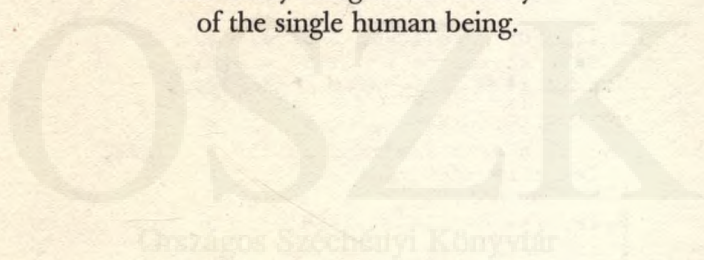 of the single human being.
OSZK
Országos Széchényi Könyvtár